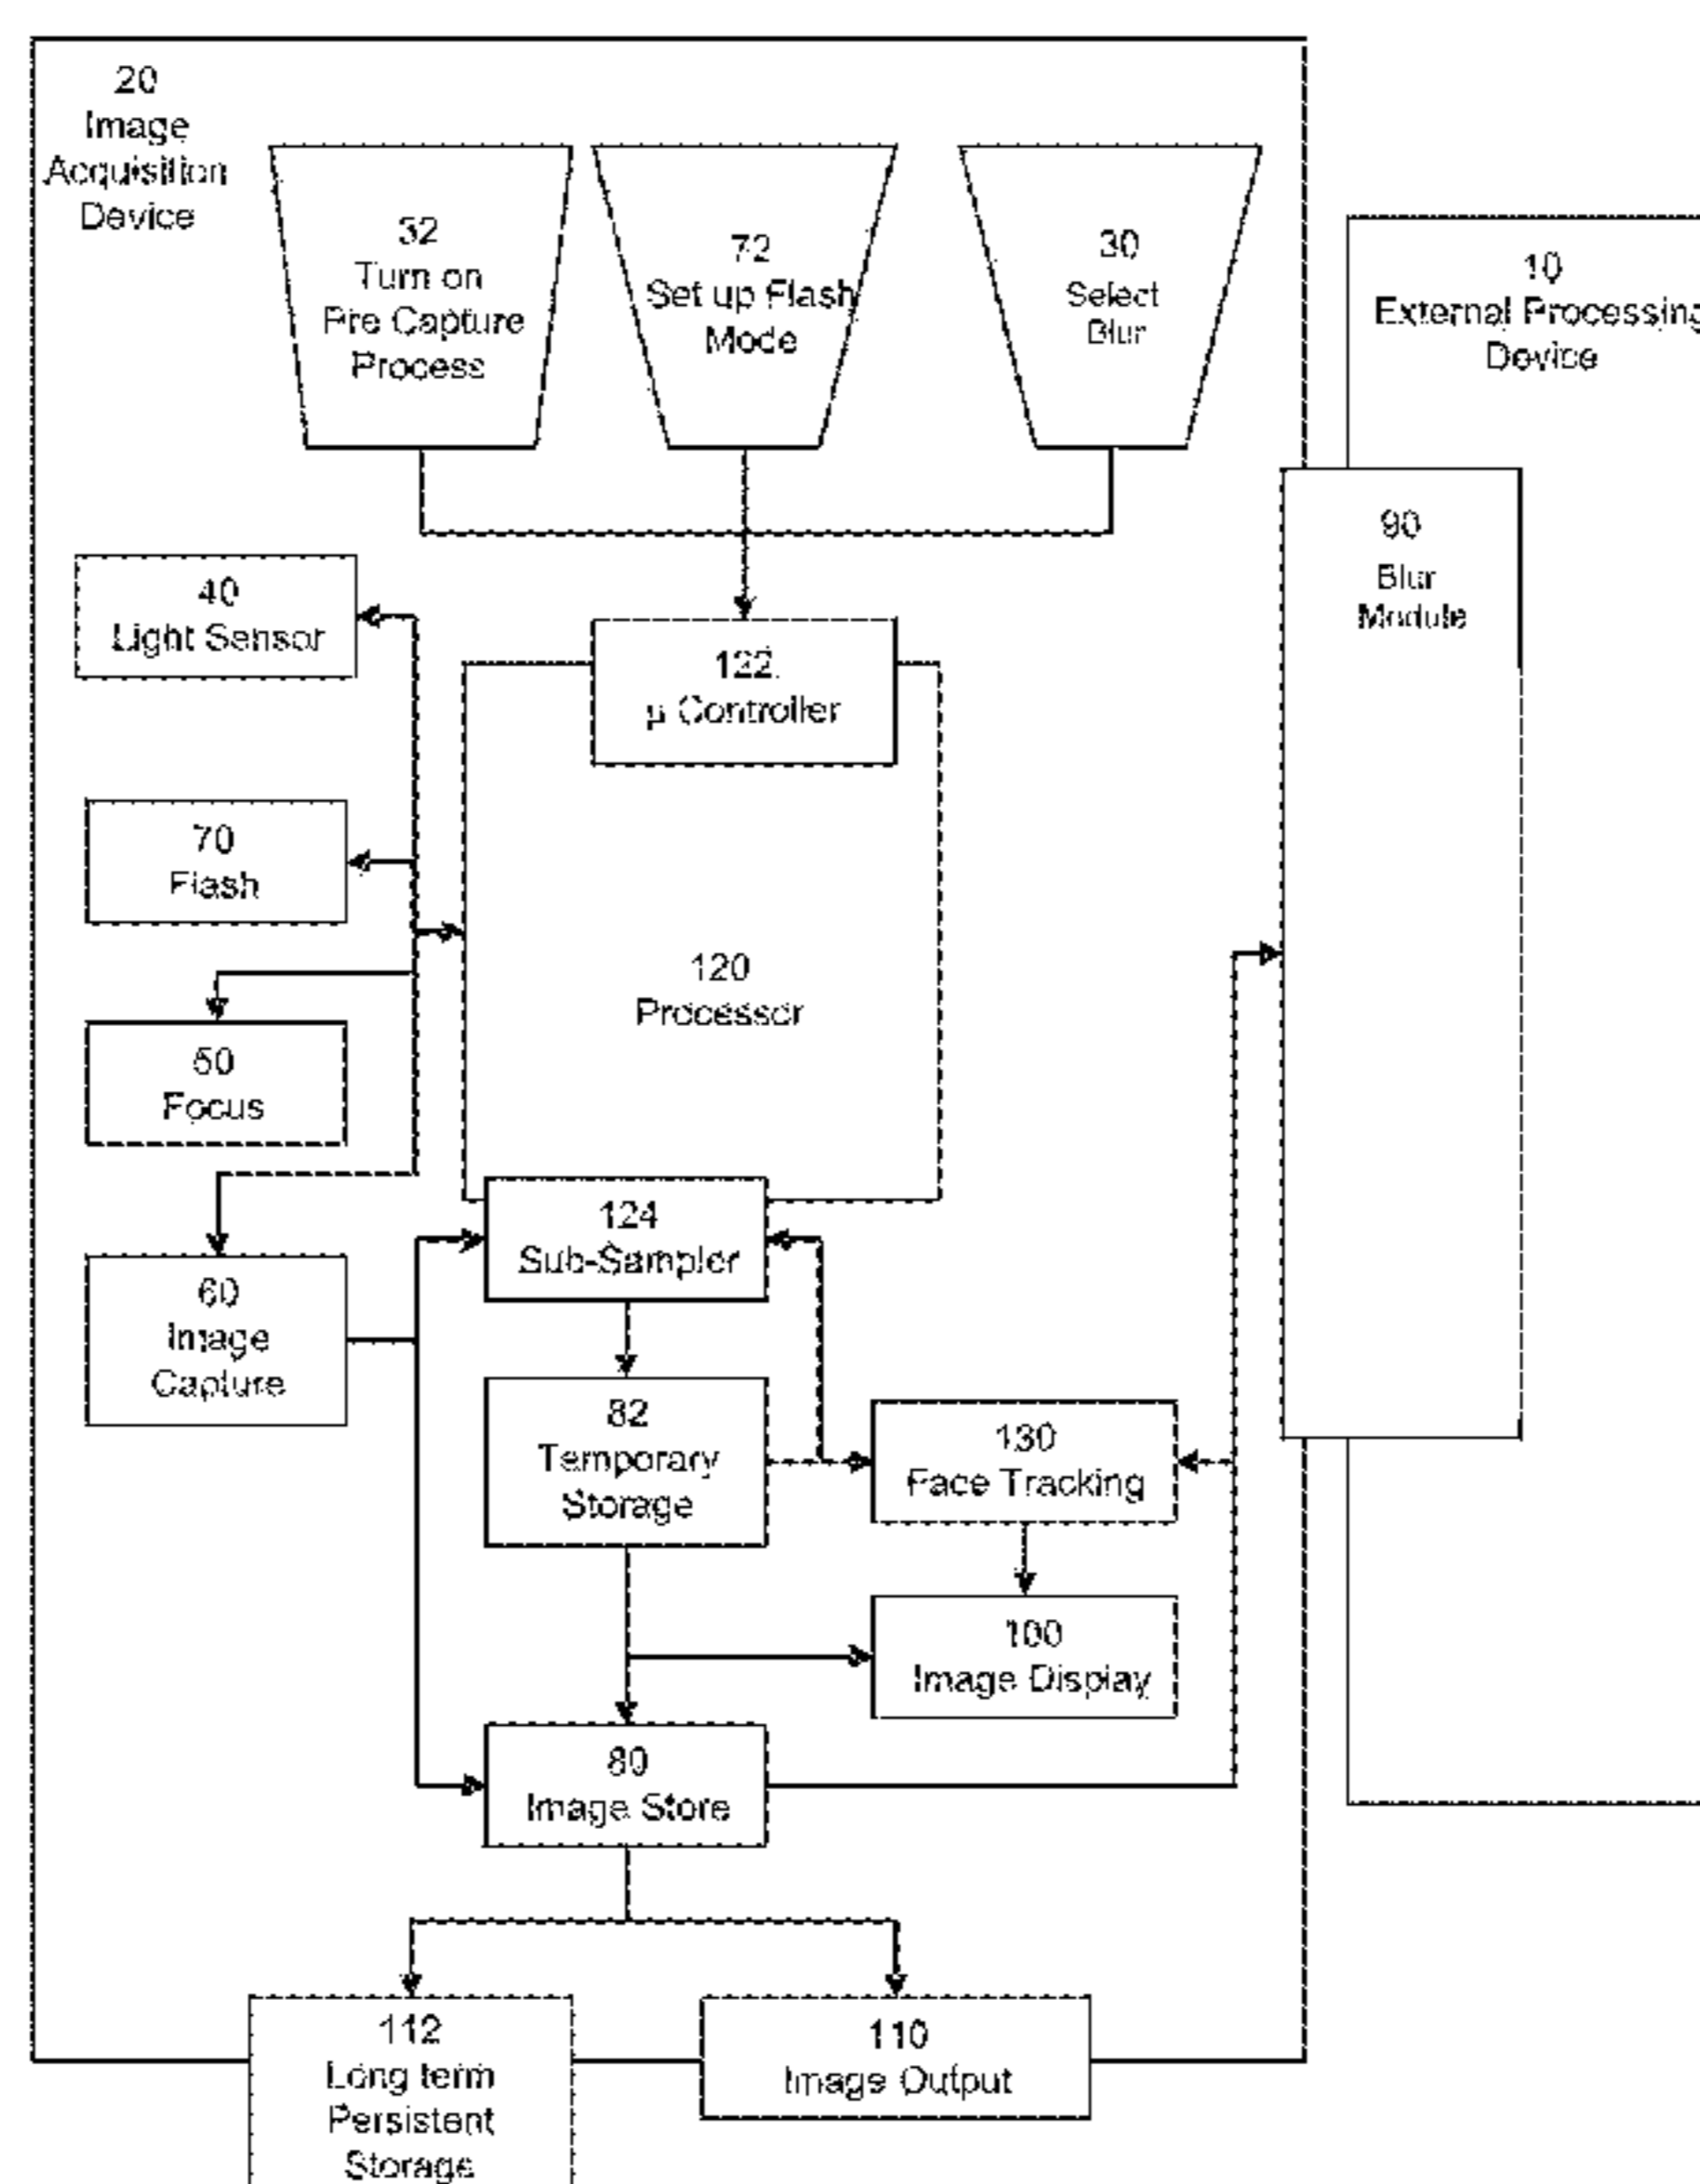 20
Image
Acquisition
Device
32
Turn on
Pre Capture
Process
72
Set up Flash
Mode
30
Select
Blur
10
External Processing
Device
90
Blur
Module
40
Light Sensor
122
µ Controller
70
Flash
120
Processor
50
Focus
124
Sub-Sampler
60
Image
Capture
82
Temporary
Storage
130
Face Tracking
100
Image Display
80
Image Store
112
Long term
Persistent
Storage
110
Image Output